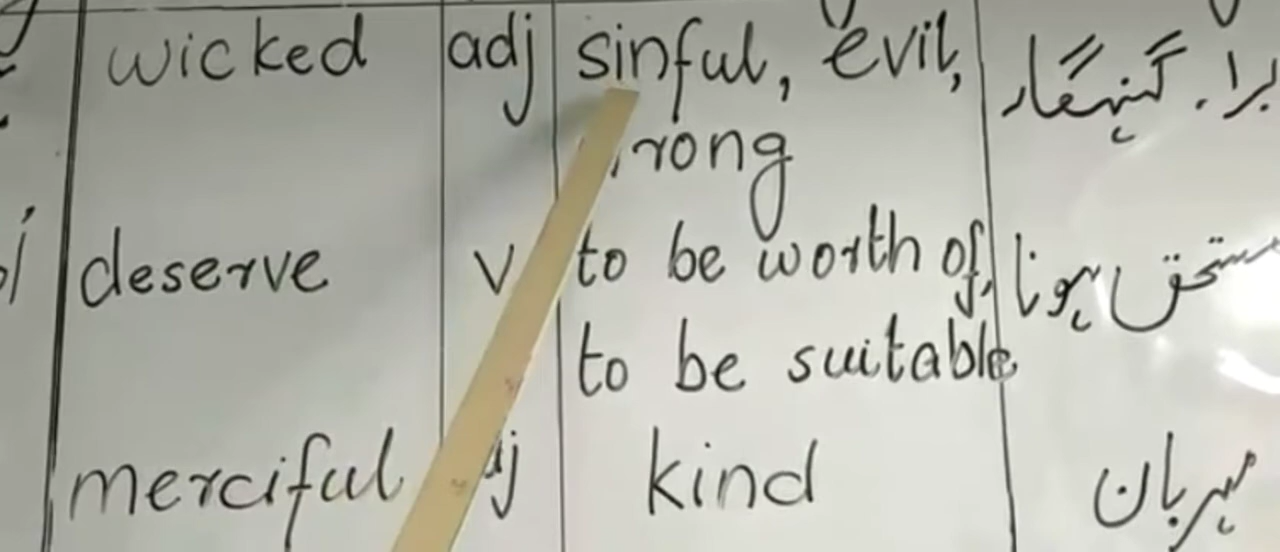 wicked adj sinful, evil, برا، گنہگار
rong
deserve v to be worth of, مستحق ہونا
to be suitable
merciful kind مہربان